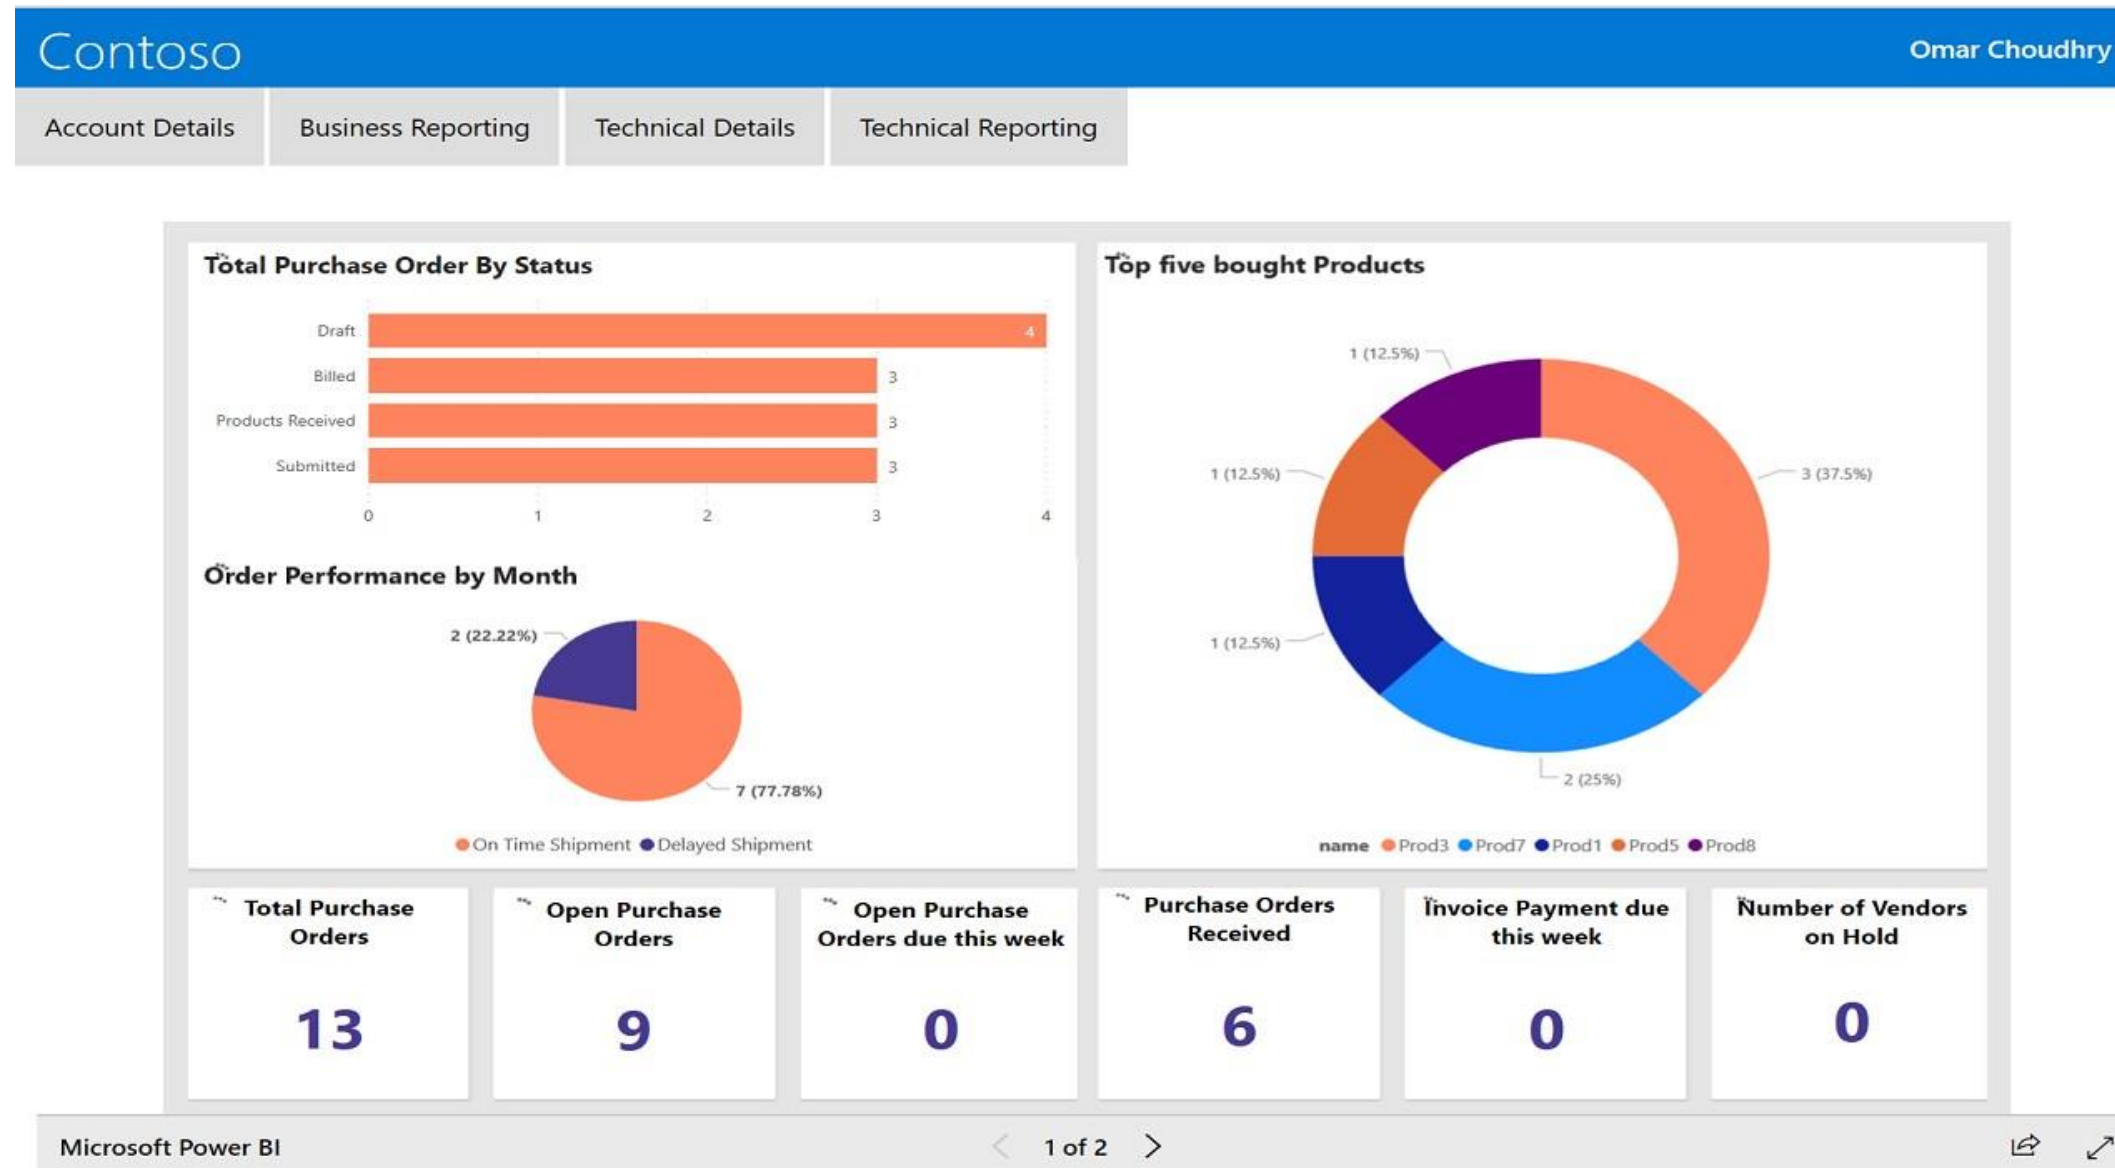 Contoso
Omar Choudhry
Account Details
Business Reporting
Technical Details
Technical Reporting
Total Purchase Order By Status
Draft
4
Billed
3
Products Received
3
Submitted
3
0 1 2 3 4
Order Performance by Month
2 (22.22%)
7 (77.78%)
On Time Shipment Delayed Shipment
Top five bought Products
1 (12.5%)
1 (12.5%)
3 (37.5%)
1 (12.5%)
2 (25%)
name Prod3 Prod7 Prod1 Prod5 Prod8
Total Purchase
Orders
13
Open Purchase
Orders
9
Open Purchase
Orders due this week
0
Purchase Orders
Received
6
Invoice Payment due
this week
0
Number of Vendors
on Hold
0
Microsoft Power BI
1 of 2